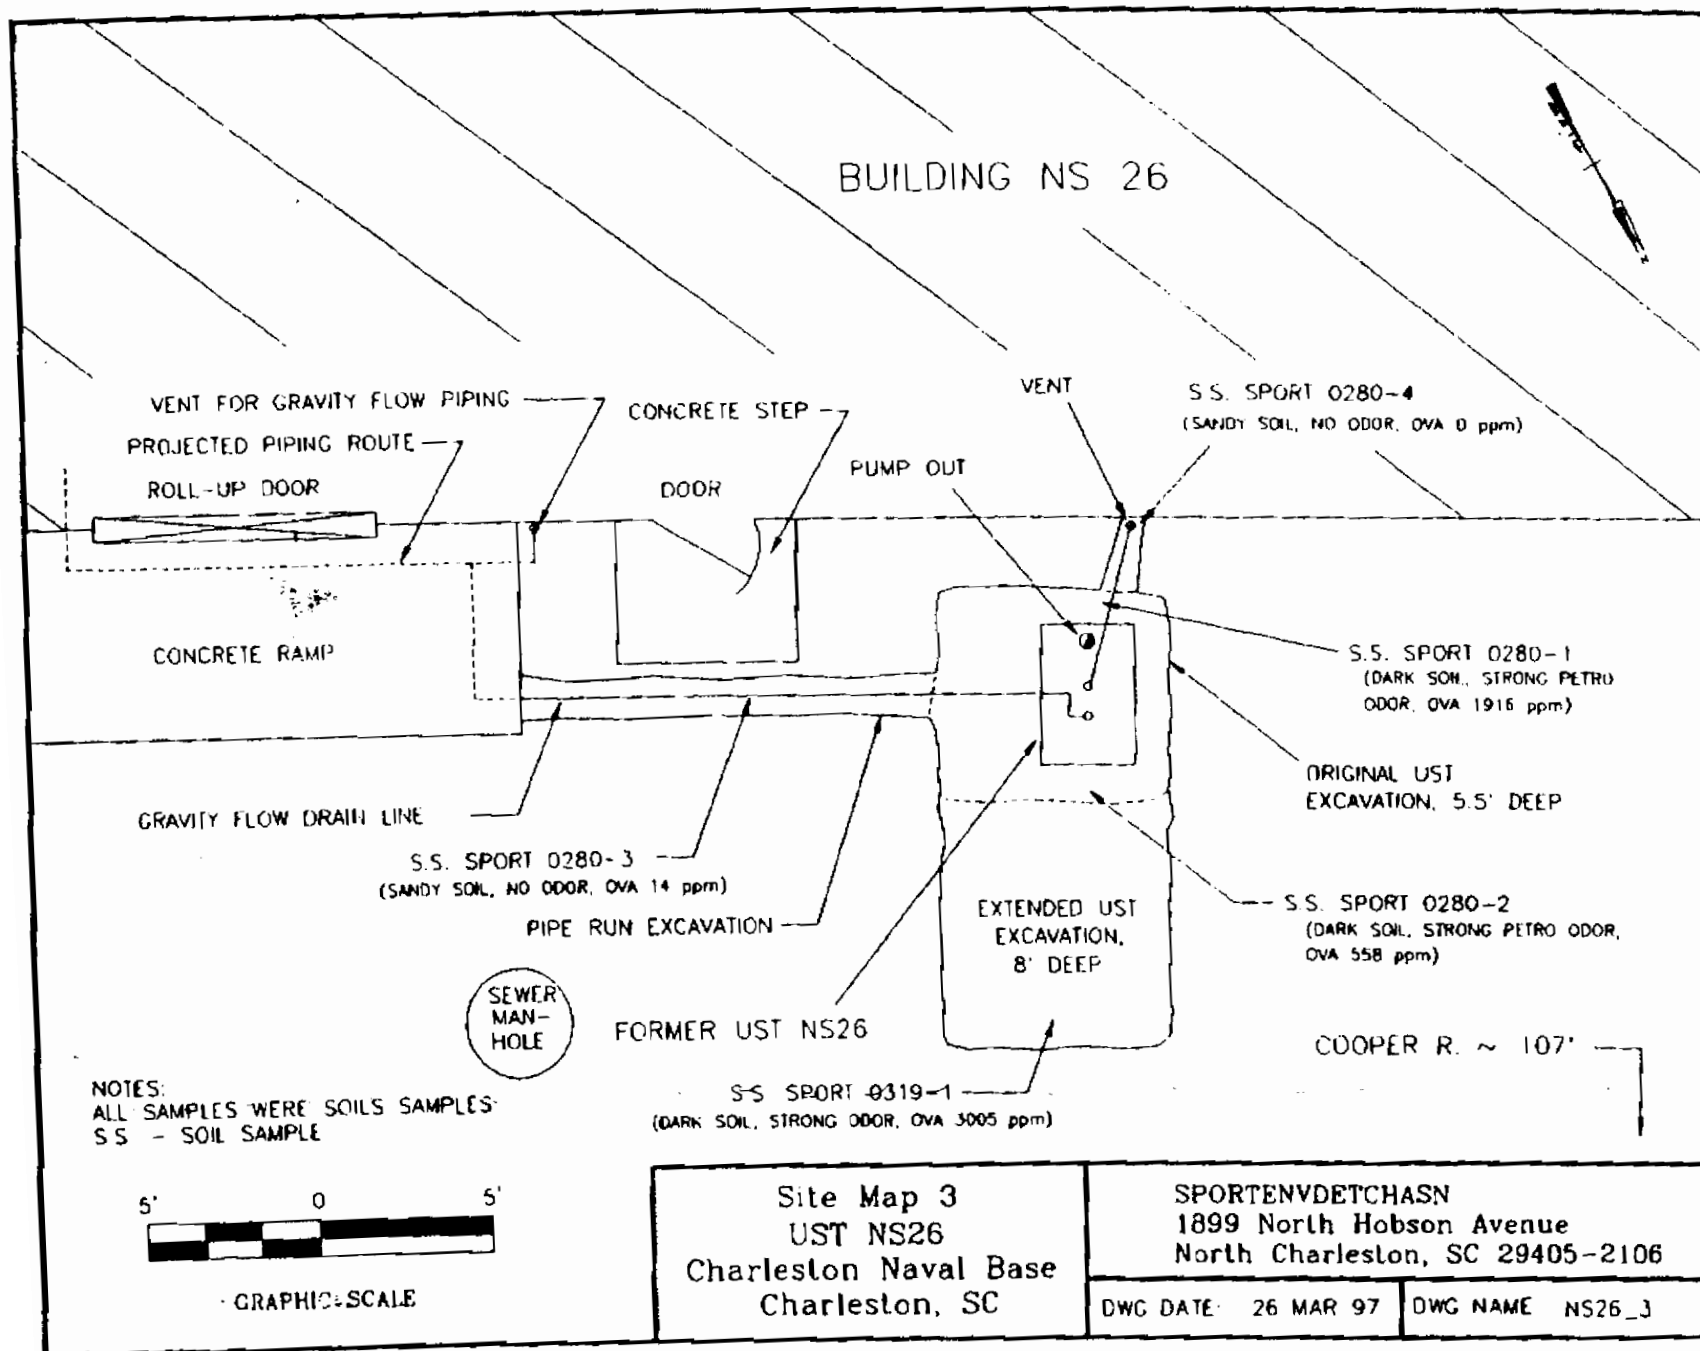 BUILDING NS 26
VENT FOR GRAVITY FLOW PIPING
PROJECTED PIPING ROUTE
ROLL-UP DOOR
CONCRETE STEP
DOOR
VENT
PUMP OUT
S.S. SPORT 0280-4
(SANDY SOIL, NO ODOR, OVA 0 ppm)
CONCRETE RAMP
S.S. SPORT 0280-1
(DARK SOIL, STRONG PETRO
ODOR, OVA 1916 ppm)
ORIGINAL UST
EXCAVATION, 5.5' DEEP
GRAVITY FLOW DRAIN LINE
S.S. SPORT 0280-3
(SANDY SOIL, NO ODOR, OVA 14 ppm)
PIPE RUN EXCAVATION
EXTENDED UST
EXCAVATION,
8' DEEP
S.S. SPORT 0280-2
(DARK SOIL, STRONG PETRO ODOR,
OVA 558 ppm)
SEWER
MAN-
HOLE
FORMER UST NS26
COOPER R. ~ 107'
S S SPORT 0319-1
(DARK SOIL, STRONG ODOR, OVA 3005 ppm)
NOTES:
ALL SAMPLES WERE SOILS SAMPLES
S S - SOIL SAMPLE
5' 0 5'
GRAPHIC SCALE
Site Map 3
UST NS26
Charleston Naval Base
Charleston, SC
SPORTENVDETCHASN
1899 North Hobson Avenue
North Charleston, SC 29405-2106
DWG DATE: 26 MAR 97
DWG NAME NS26_3